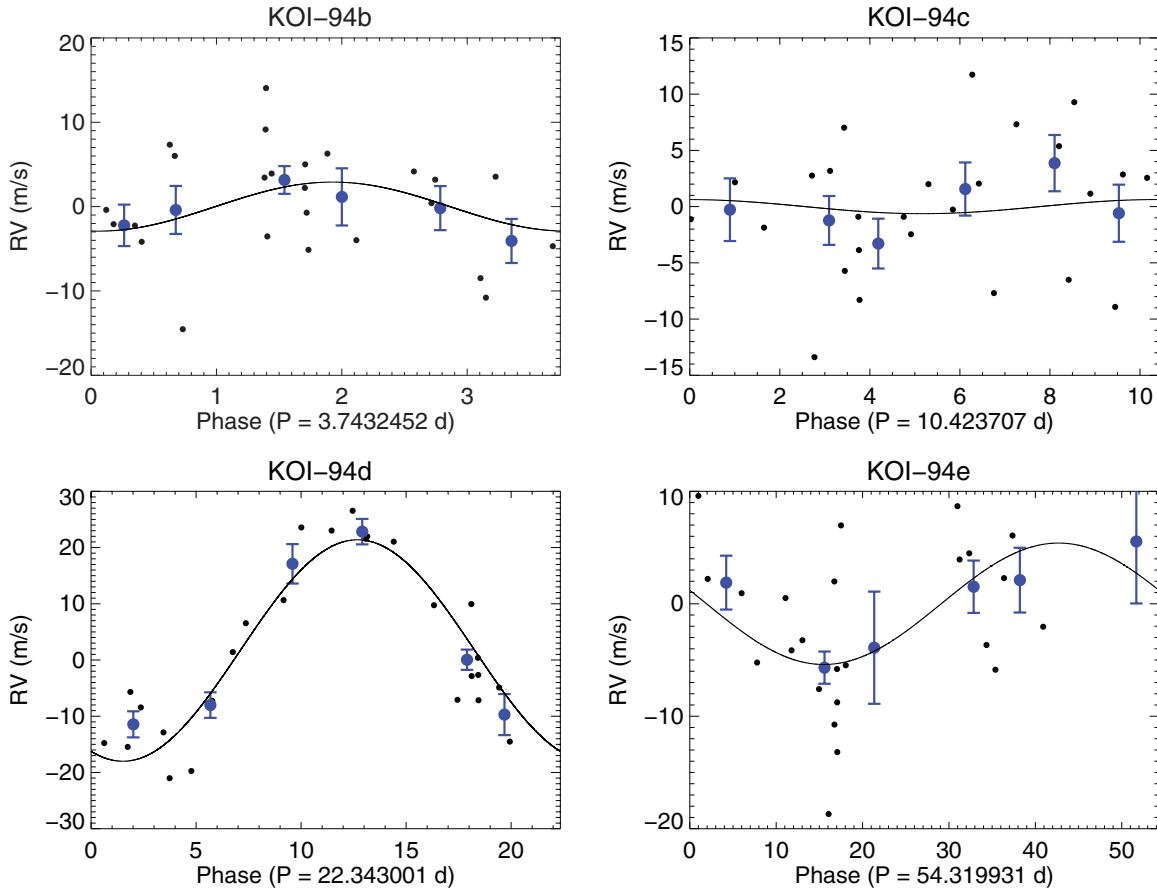 KOI−94b
20
10
0
−10
−20
RV (m/s)
0 1 2 3
Phase (P = 3.7432452 d)
KOI−94c
15
10
5
0
−5
−10
−15
RV (m/s)
0 2 4 6 8 10
Phase (P = 10.423707 d)
KOI−94d
30
20
10
0
−10
−20
−30
RV (m/s)
0 5 10 15 20
Phase (P = 22.343001 d)
KOI−94e
10
0
−10
−20
RV (m/s)
0 10 20 30 40 50
Phase (P = 54.319931 d)